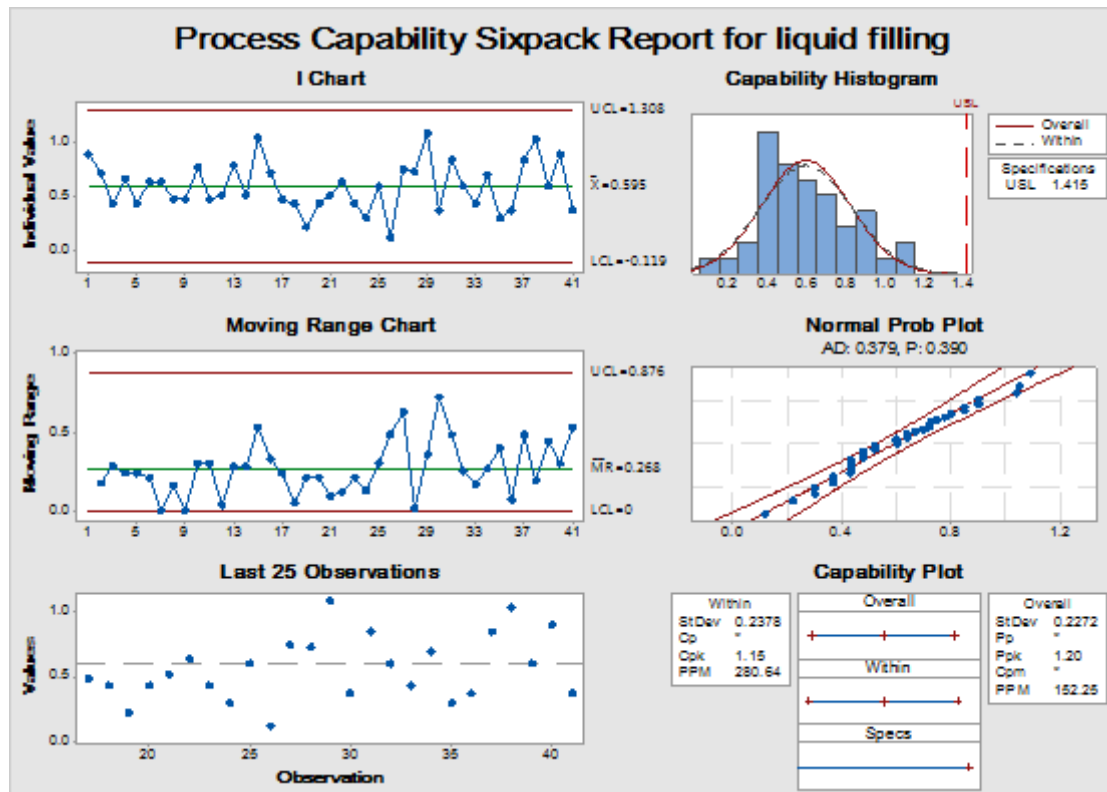 Process Capability Sixpack Report for liquid filling
I Chart
Individual Value
1.0
0.5
0.0
1 5 9 13 17 21 25 29 33 37 41
UCL=1.308
X̄=0.595
LCL=-0.119
Capability Histogram
USL
0.2 0.4 0.6 0.8 1.0 1.2 1.4
Overall
Within
Specifications
USL 1.415
Moving Range Chart
Moving Range
1.0
0.5
0.0
1 5 9 13 17 21 25 29 33 37 41
UCL=0.876
M̅R̅=0.268
LCL=0
Normal Prob Plot
AD: 0.379, P: 0.390
0.0 0.4 0.8 1.2
Last 25 Observations
Values
1.0
0.5
0.0
20 25 30 35 40
Observation
Capability Plot
Within
StDev 0.2378
Cp *
Cpk 1.15
PPM 280.64
Overall
Within
Specs
Overall
StDev 0.2272
Pp *
Ppk 1.20
Cpm *
PPM 152.25